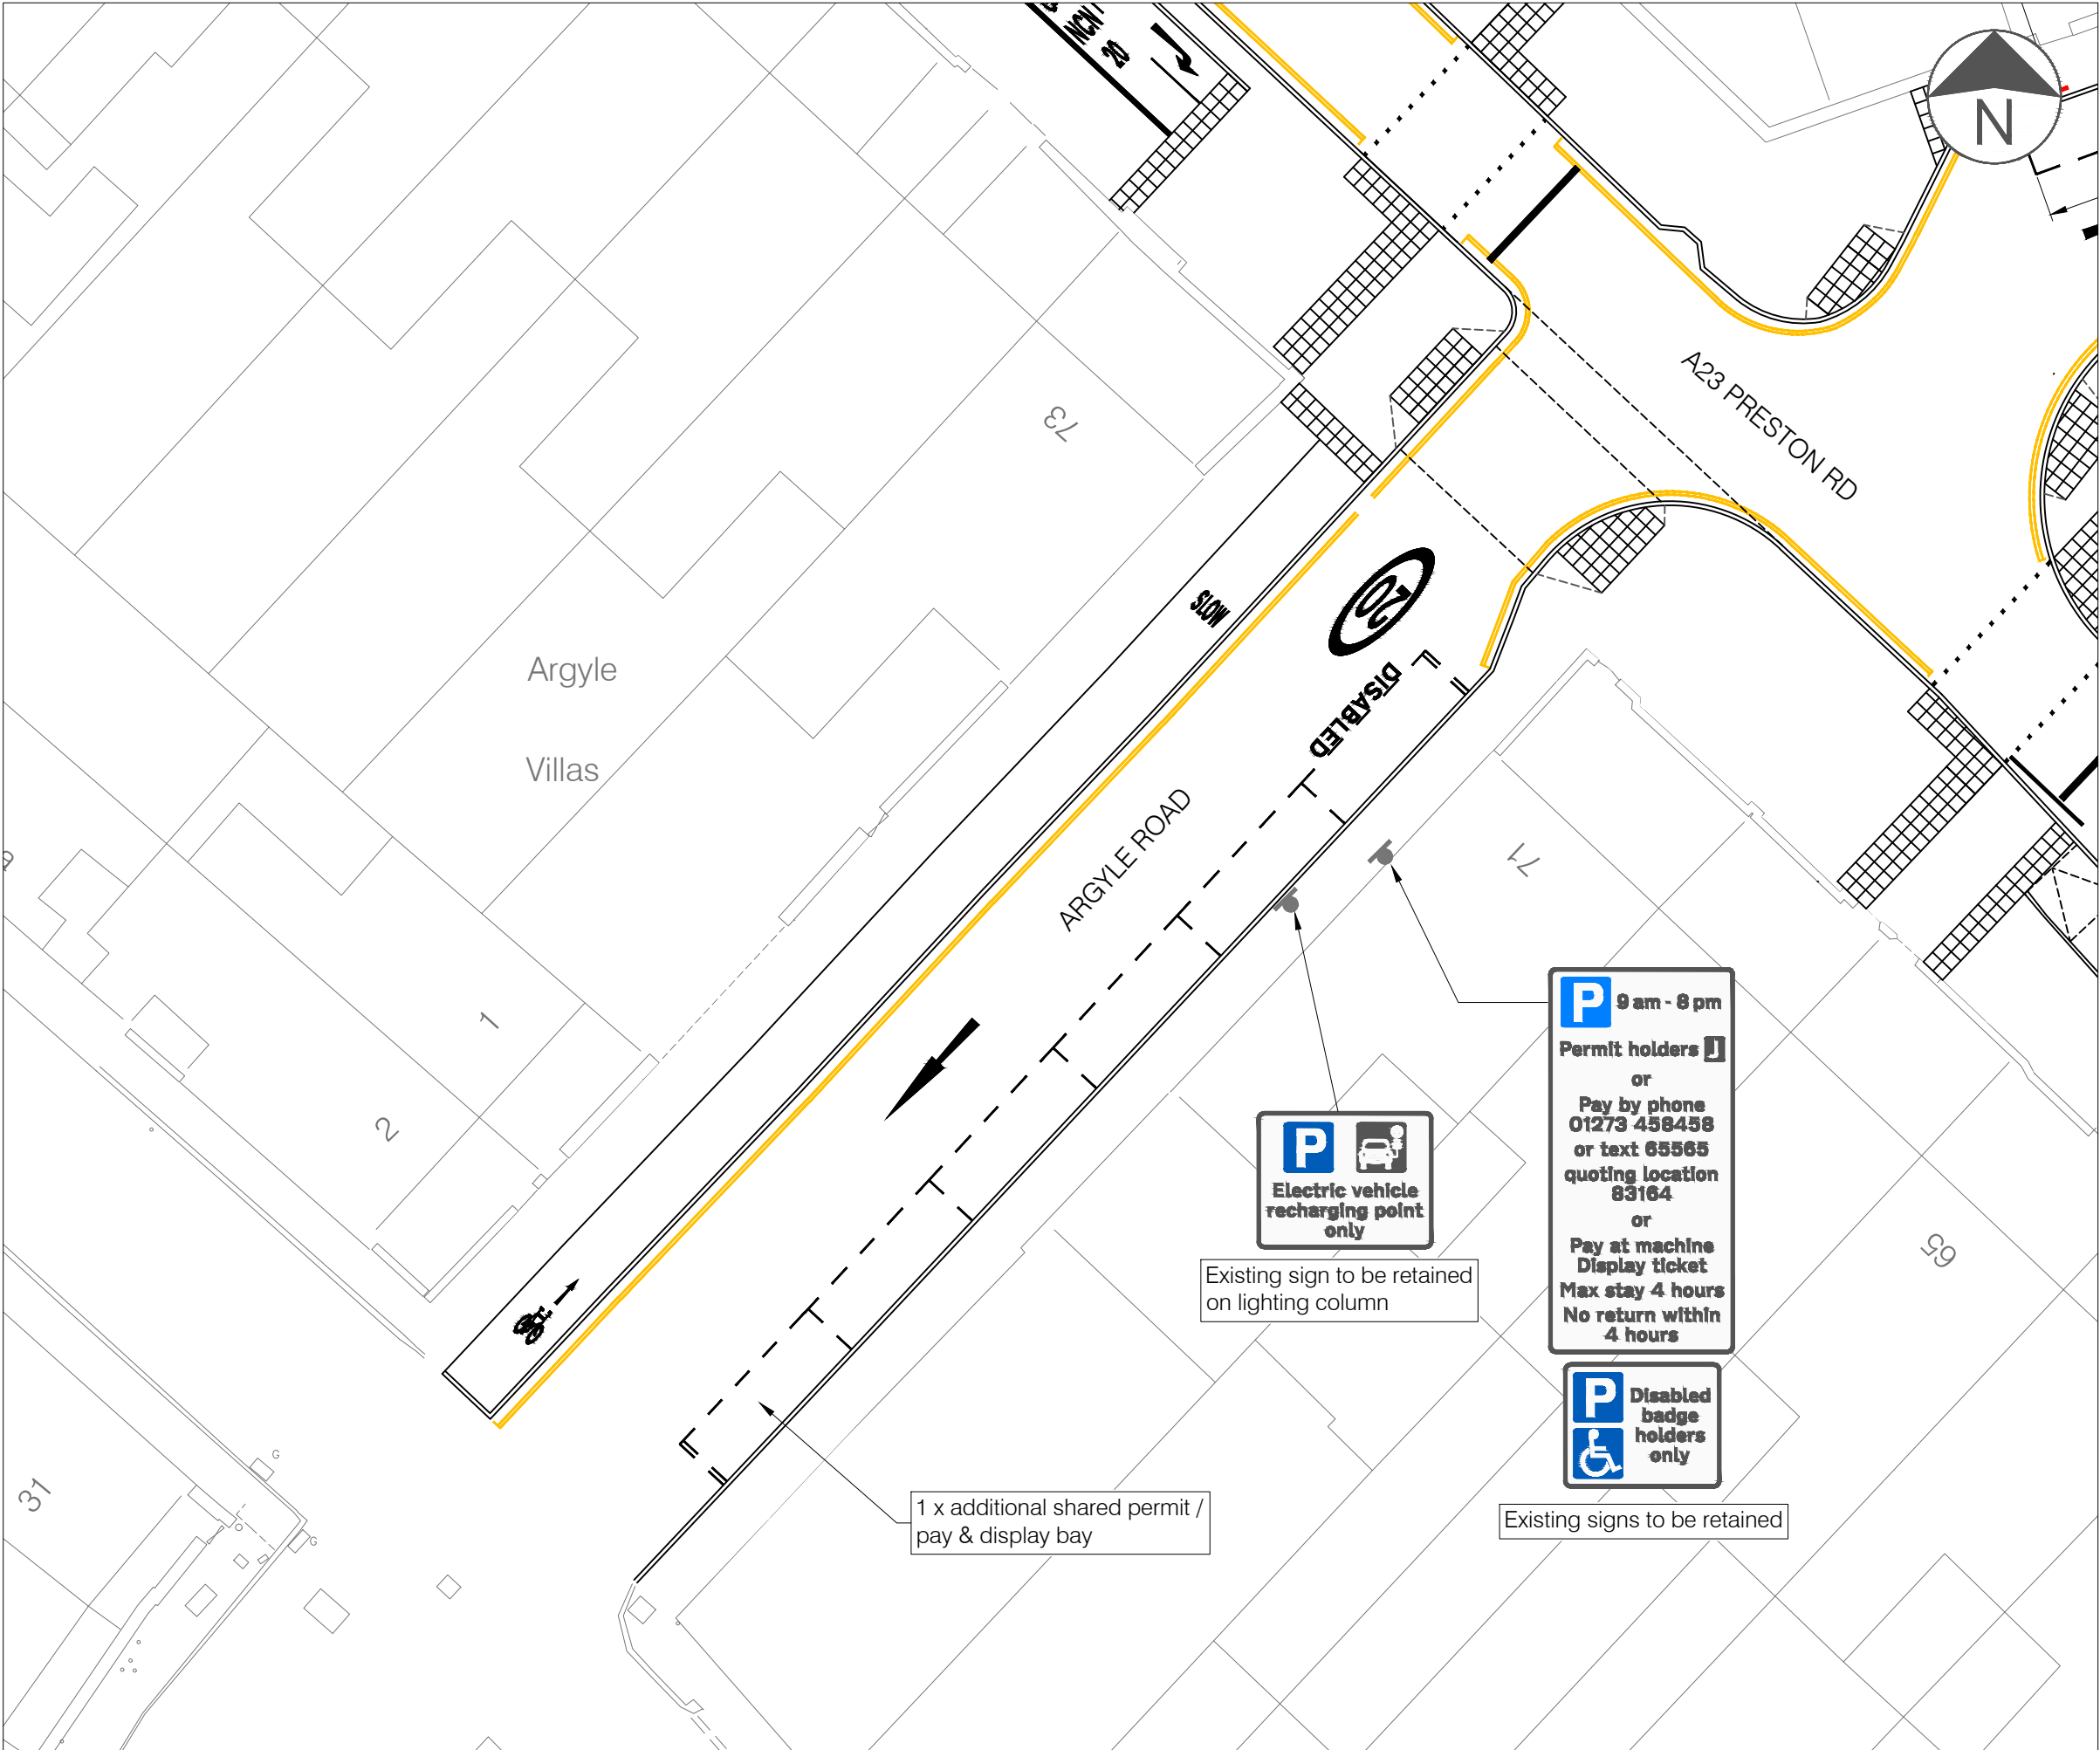 NCN
20
N
A23 PRESTON RD
73
SLOW
20
DISABLED
Argyle
Villas
ARGYLE ROAD
71
1
2
31
G
G
65
P 9 am - 8 pm
Permit holders J
or
Pay by phone
01273 458458
or text 65565
quoting location
83164
or
Pay at machine
Display ticket
Max stay 4 hours
No return within
4 hours
P
Electric vehicle
recharging point
only
Existing sign to be retained
on lighting column
P Disabled
badge
holders
only
Existing signs to be retained
1 x additional shared permit /
pay & display bay